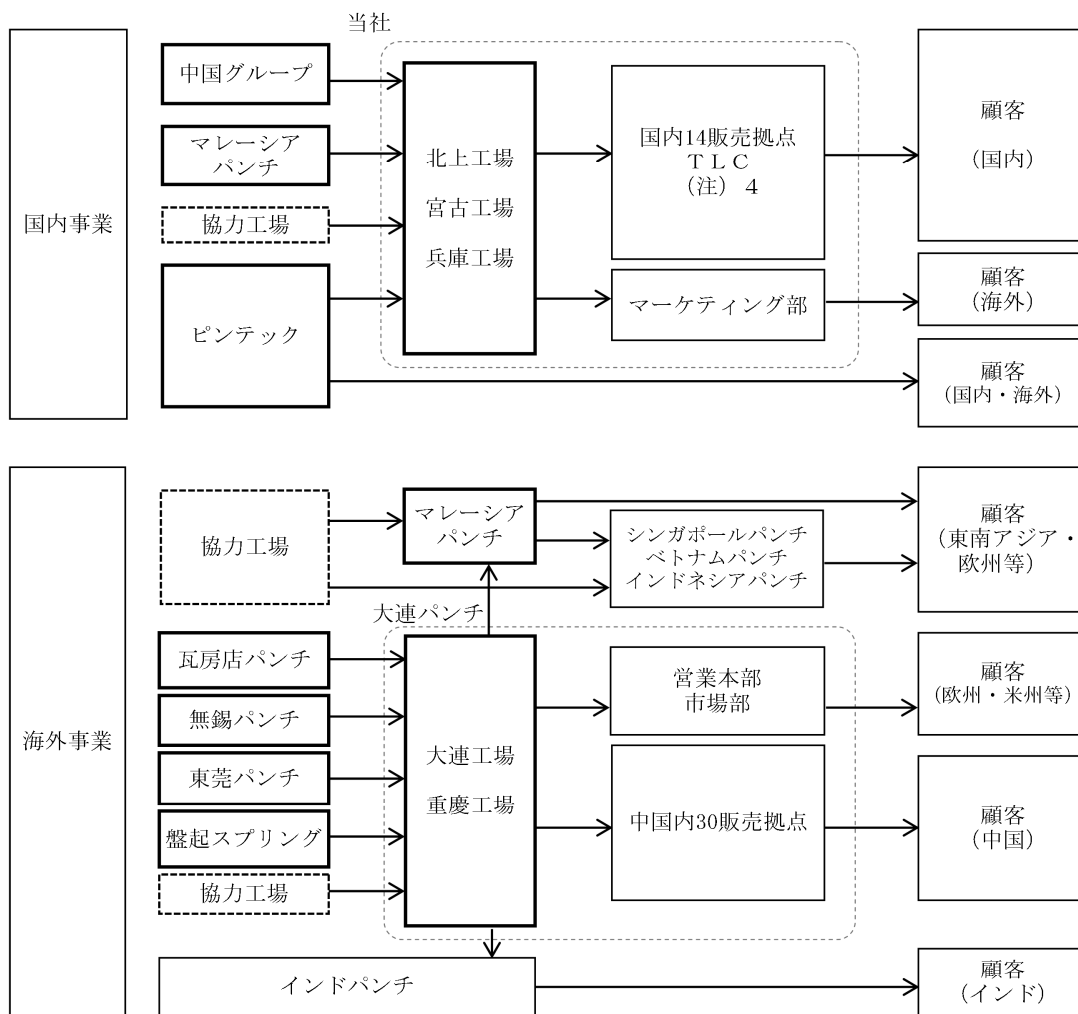 当社
国内事業
中国グループ
マレーシア
パンチ
協力工場
ピンテック
北上工場
宮古工場
兵庫工場
国内14販売拠点
ＴＬＣ
(注)４
マーケティング部
顧客
(国内)
顧客
(海外)
顧客
(国内・海外)
海外事業
協力工場
マレーシア
パンチ
シンガポールパンチ
ベトナムパンチ
インドネシアパンチ
顧客
(東南アジア・
欧州等)
大連パンチ
瓦房店パンチ
無錫パンチ
東莞パンチ
盤起スプリング
協力工場
大連工場
重慶工場
営業本部
市場部
中国内30販売拠点
顧客
(欧州・米州等)
顧客
(中国)
インドパンチ
顧客
(インド)